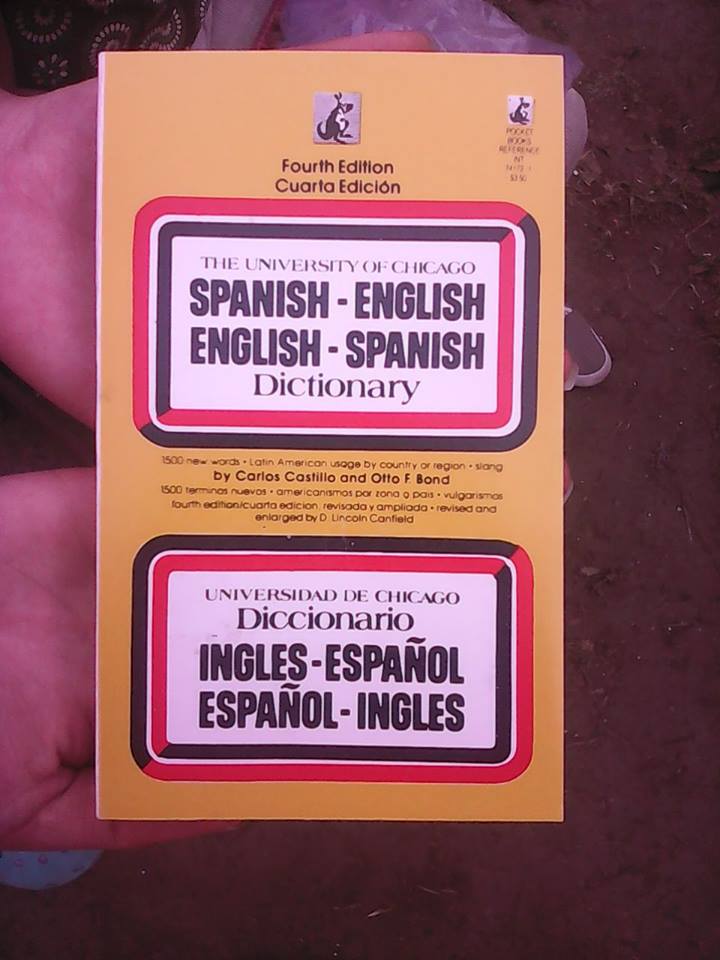 POCKET
BOOKS
REFERENCE
INT
$3.50
Fourth Edition
Cuarta Edición
THE UNIVERSITY OF CHICAGO
SPANISH - ENGLISH
ENGLISH - SPANISH
Dictionary
1500 new words • Latin American usage by country or region • slang
by Carlos Castillo and Otto F. Bond
1500 terminos nuevos • americanismos por zona o pais • vulgarismos
fourth edition/cuarta edicion: revisada y ampliada • revised and
enlarged by D. Lincoln Canfield
UNIVERSIDAD DE CHICAGO
Diccionario
INGLES-ESPAÑOL
ESPAÑOL- INGLES